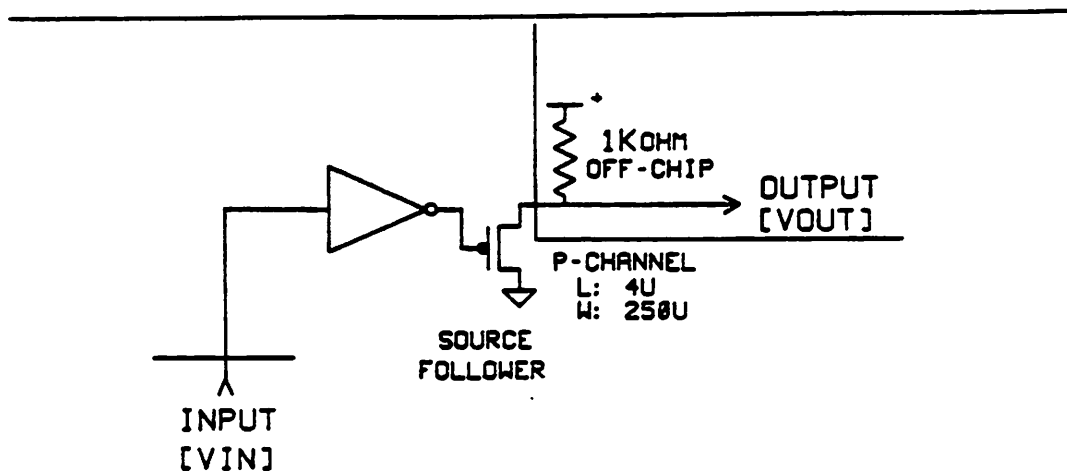 +
1KOHM
OFF-CHIP
OUTPUT
[VOUT]
P-CHANNEL
L: 4U
W: 250U
SOURCE
FOLLOWER
INPUT
[VIN]